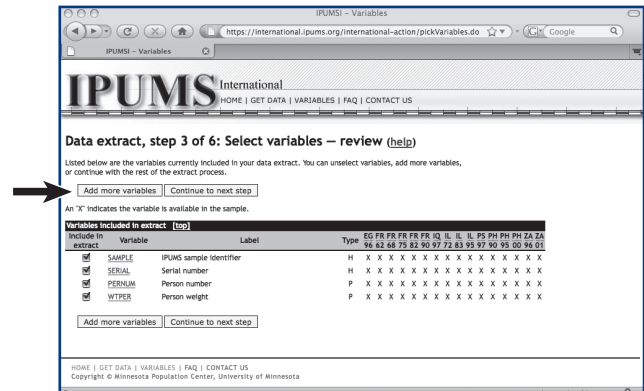 IPUMSI – Variables
https://international.ipums.org/international-action/pickVariables.do
Google
IPUMSI – Variables
IPUMS International
HOME | GET DATA | VARIABLES | FAQ | CONTACT US
Data extract, step 3 of 6: Select variables — review (help)
Listed below are the variables currently included in your data extract. You can unselect variables, add more variables,
or continue with the rest of the extract process.
Add more variables Continue to next step
An "X" indicates the variable is available in the sample.
Variables included in extract [top]
Include in extract Variable Label Type EG FR FR FR FR FR IQ IL IL IL PS PH PH PH ZA ZA
96 62 68 75 82 90 97 72 83 95 97 90 95 00 96 01
SAMPLE IPUMS sample identifier H X X X X X X X X X X X X X X X X
SERIAL Serial number H X X X X X X X X X X X X X X X X
PERNUM Person number P X X X X X X X X X X X X X X X X
WTPER Person weight P X X X X X X X X X X X X X X X X
Add more variables Continue to next step
HOME | GET DATA | VARIABLES | FAQ | CONTACT US
Copyright © Minnesota Population Center, University of Minnesota